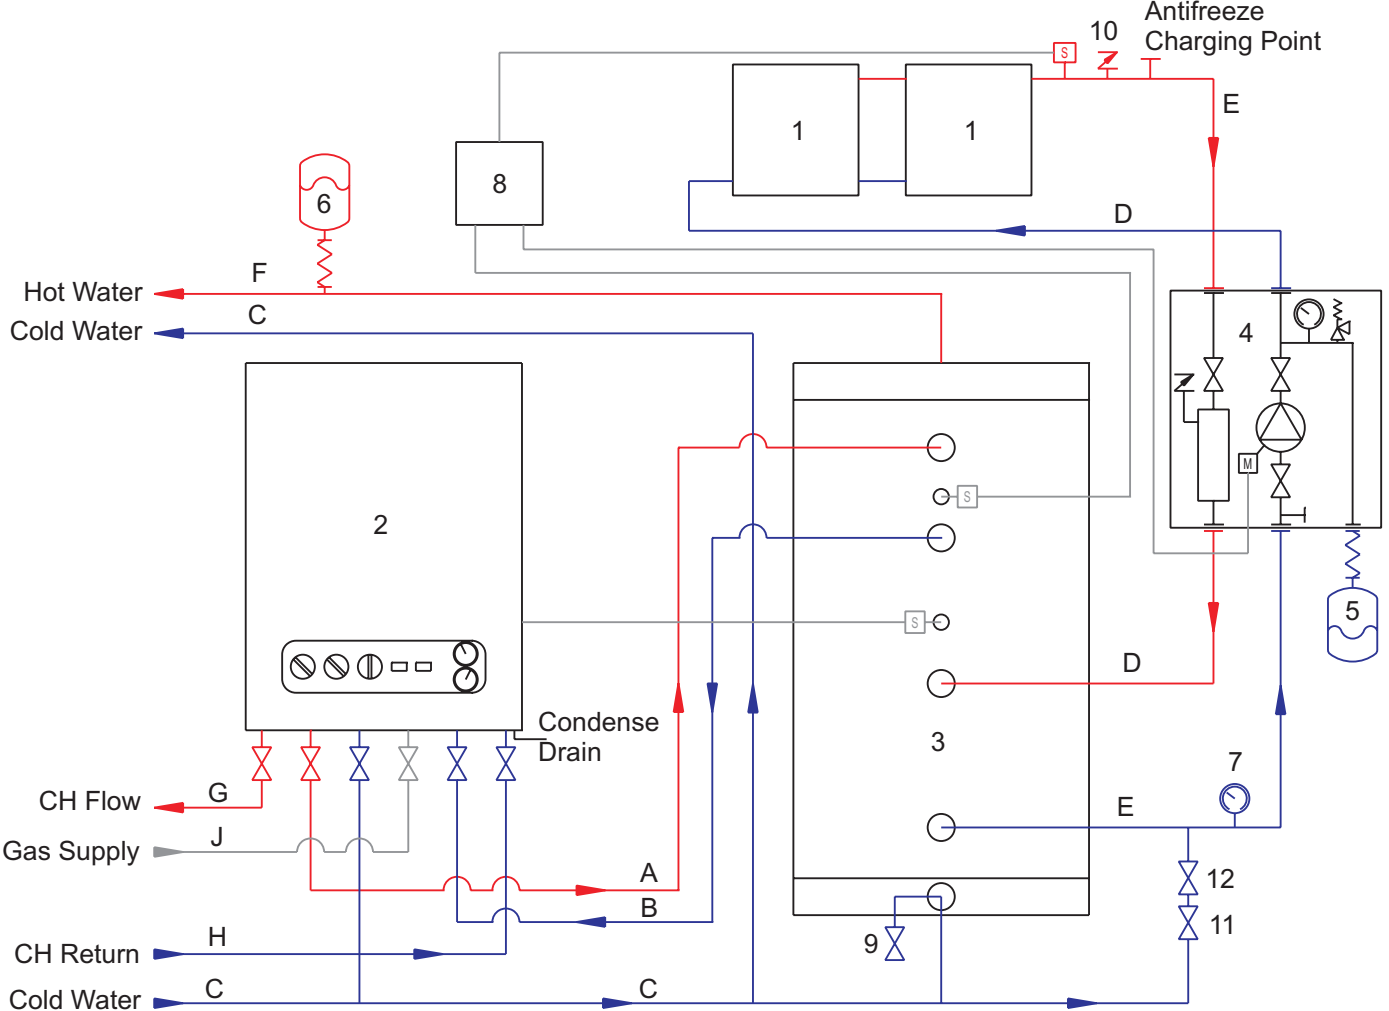 Antifreeze
Charging Point
10
S
E
1
1
8
6
D
F
Hot Water
C
Cold Water
4
M
S
2
5
S
D
Condense
Drain
3
7
CH Flow
G
E
J
Gas Supply
A
12
B
11
H
9
CH Return
C
C
Cold Water